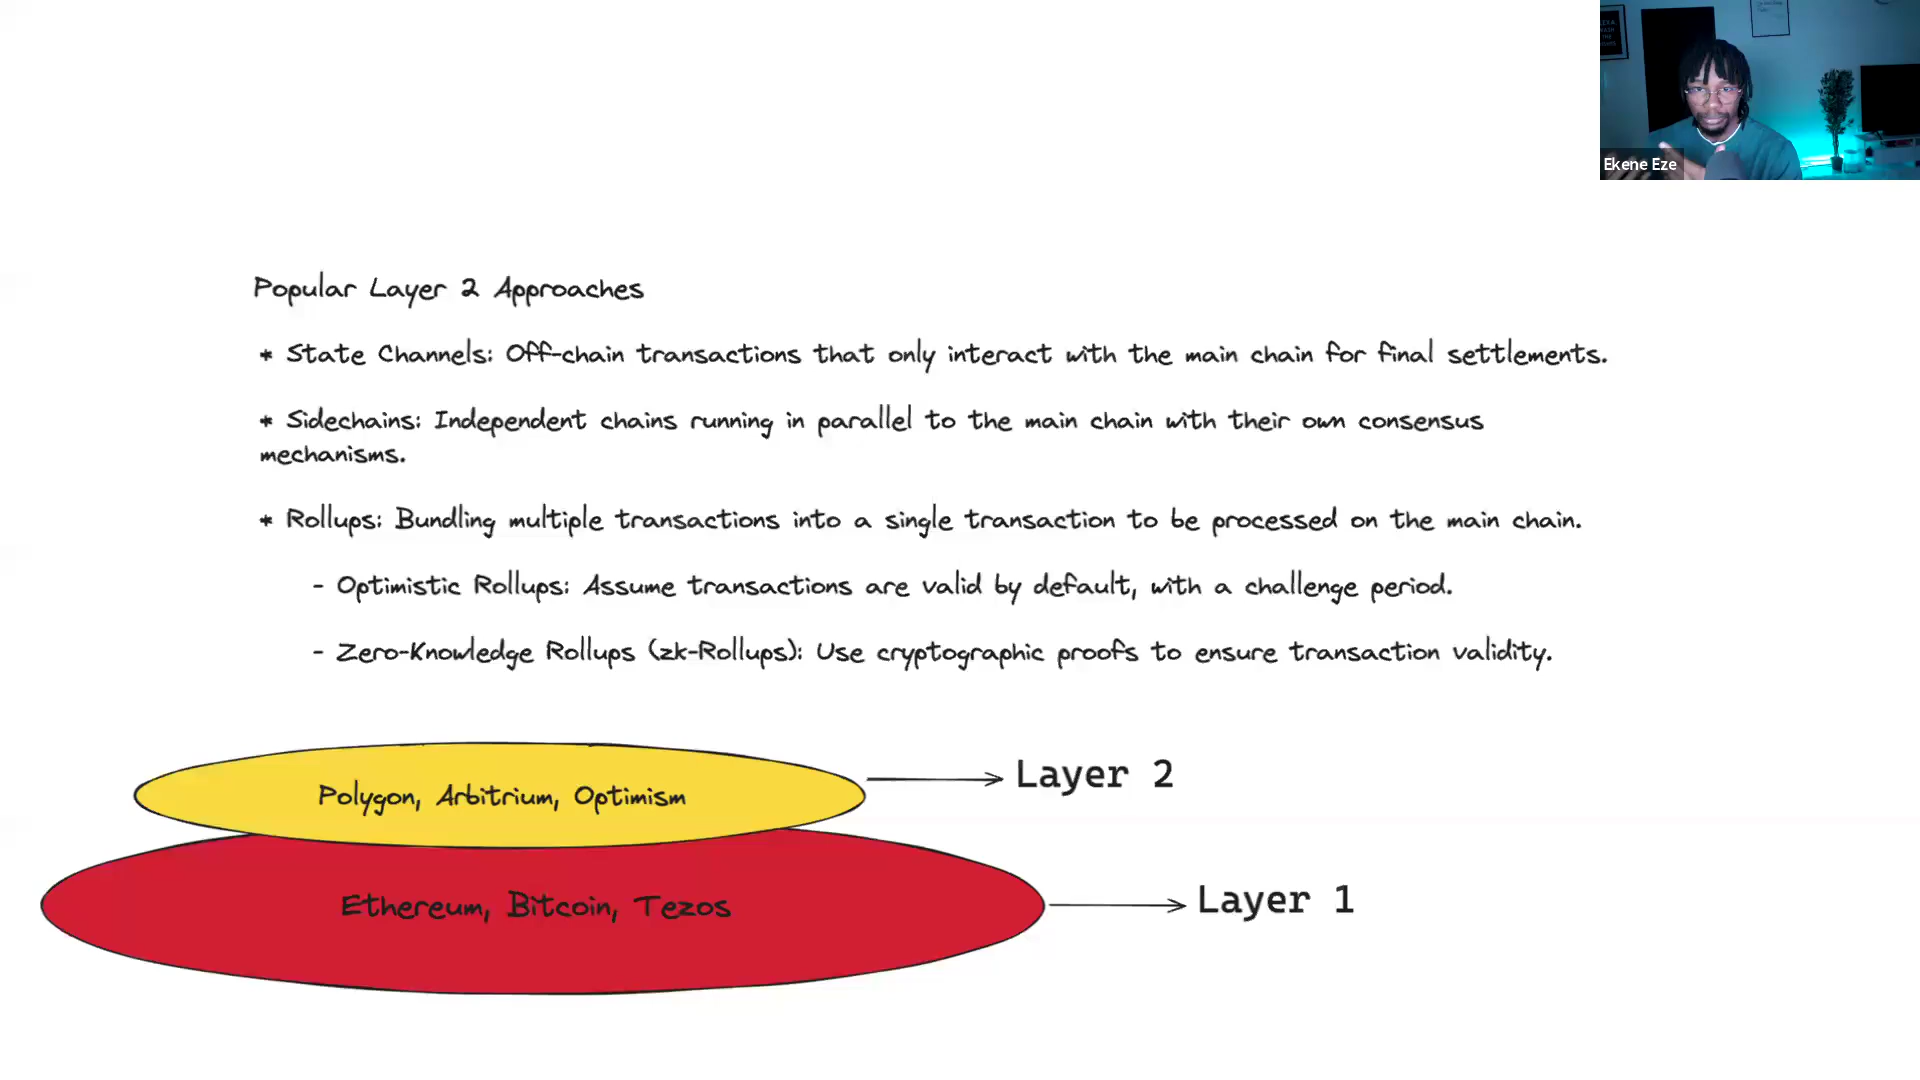 Ekene Eze
Popular Layer 2 Approaches
* State Channels: Off-chain transactions that only interact with the main chain for final settlements.
* Sidechains: Independent chains running in parallel to the main chain with their own consensus
mechanisms.
* Rollups: Bundling multiple transactions into a single transaction to be processed on the main chain.
- Optimistic Rollups: Assume transactions are valid by default, with a challenge period.
- Zero-Knowledge Rollups (zk-Rollups): Use cryptographic proofs to ensure transaction validity.
Polygon, Arbitrium, Optimism
Layer 2
Ethereum, Bitcoin, Tezos
Layer 1